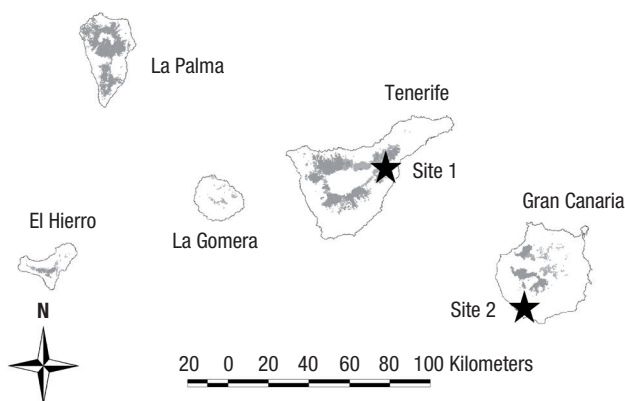 La Palma
Tenerife
Site 1
Gran Canaria
El Hierro
La Gomera
Site 2
N
20 0 20 40 60 80 100 Kilometers